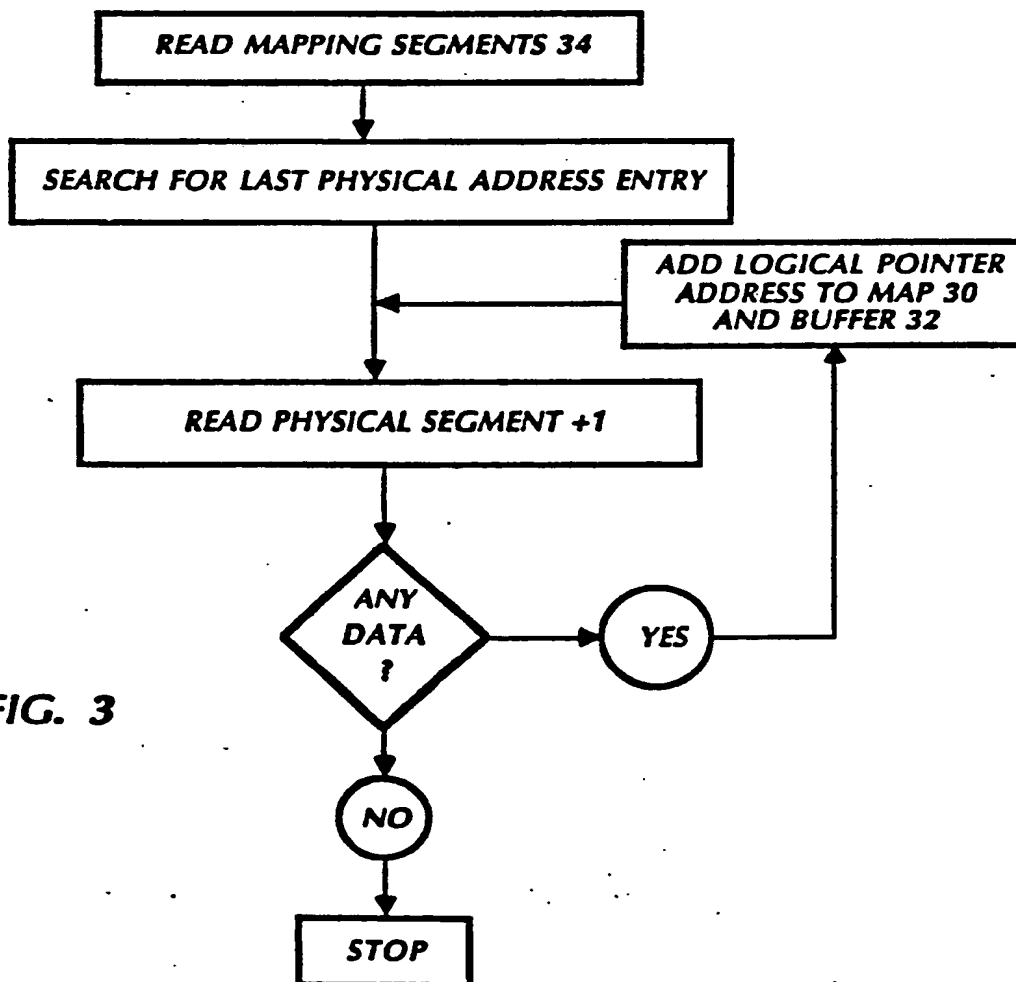 READ MAPPING SEGMENTS 34
SEARCH FOR LAST PHYSICAL ADDRESS ENTRY
ADD LOGICAL POINTER
ADDRESS TO MAP 30
AND BUFFER 32
READ PHYSICAL SEGMENT +1
ANY
DATA
?
YES
FIG. 3
NO
STOP